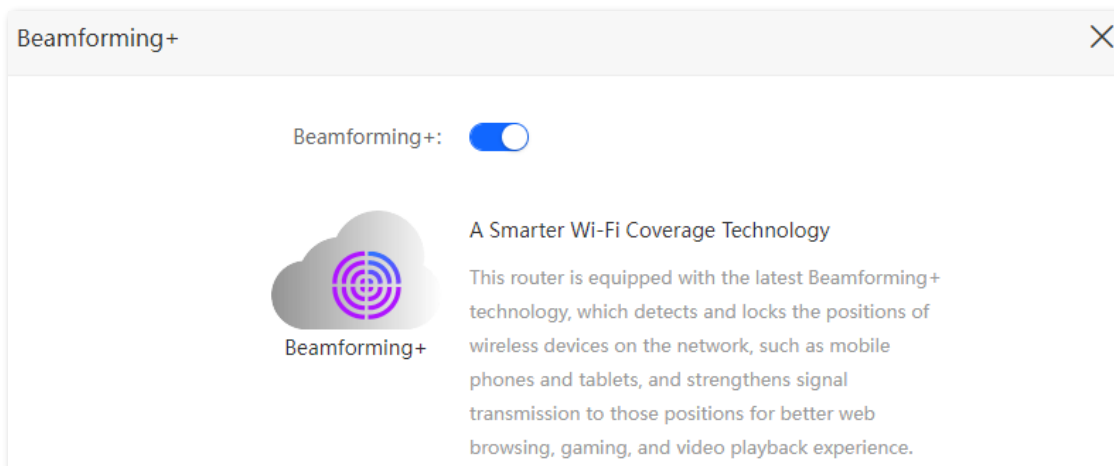 Beamforming+
Beamforming+:
Beamforming+
A Smarter Wi-Fi Coverage Technology
This router is equipped with the latest Beamforming+
technology, which detects and locks the positions of
wireless devices on the network, such as mobile
phones and tablets, and strengthens signal
transmission to those positions for better web
browsing, gaming, and video playback experience.